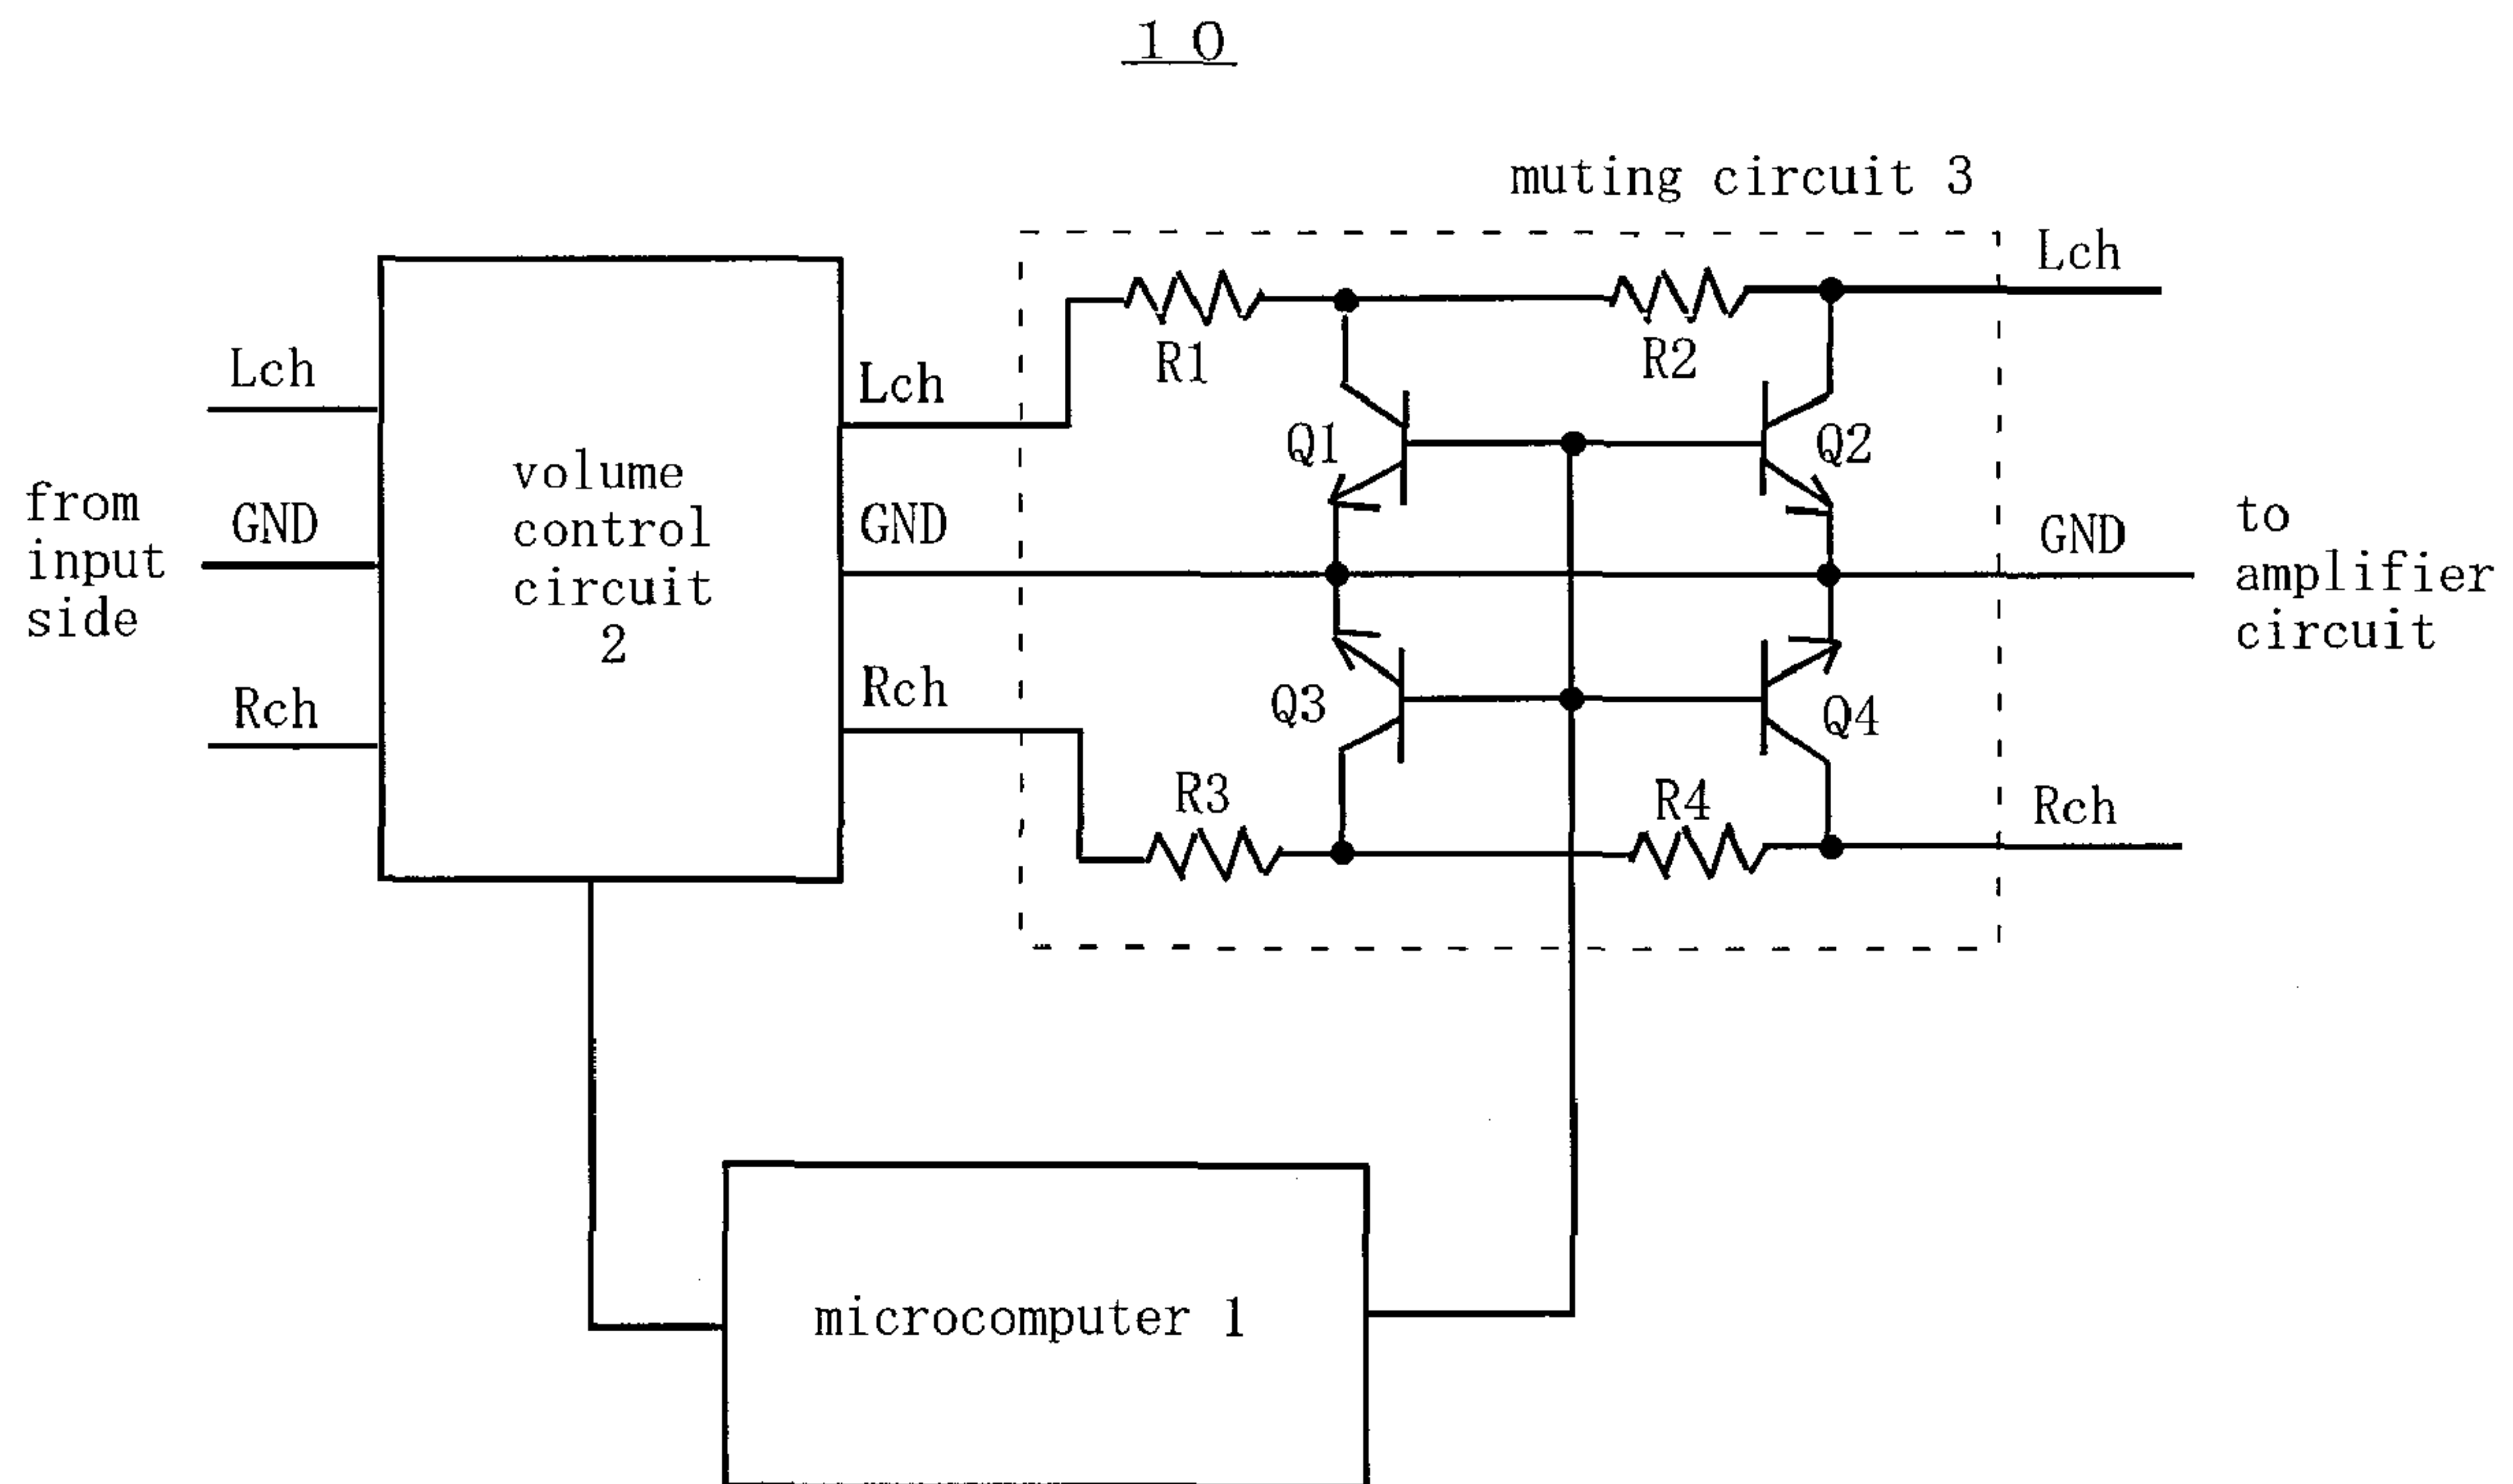 10
muting circuit 3
Lch
R1
R2
Lch
Lch
Q1
Q2
volume
control
circuit
2
from
input
side
GND
GND
GND
to
amplifier
circuit
Rch
Rch
Q3
Q4
R3
R4
Rch
microcomputer 1